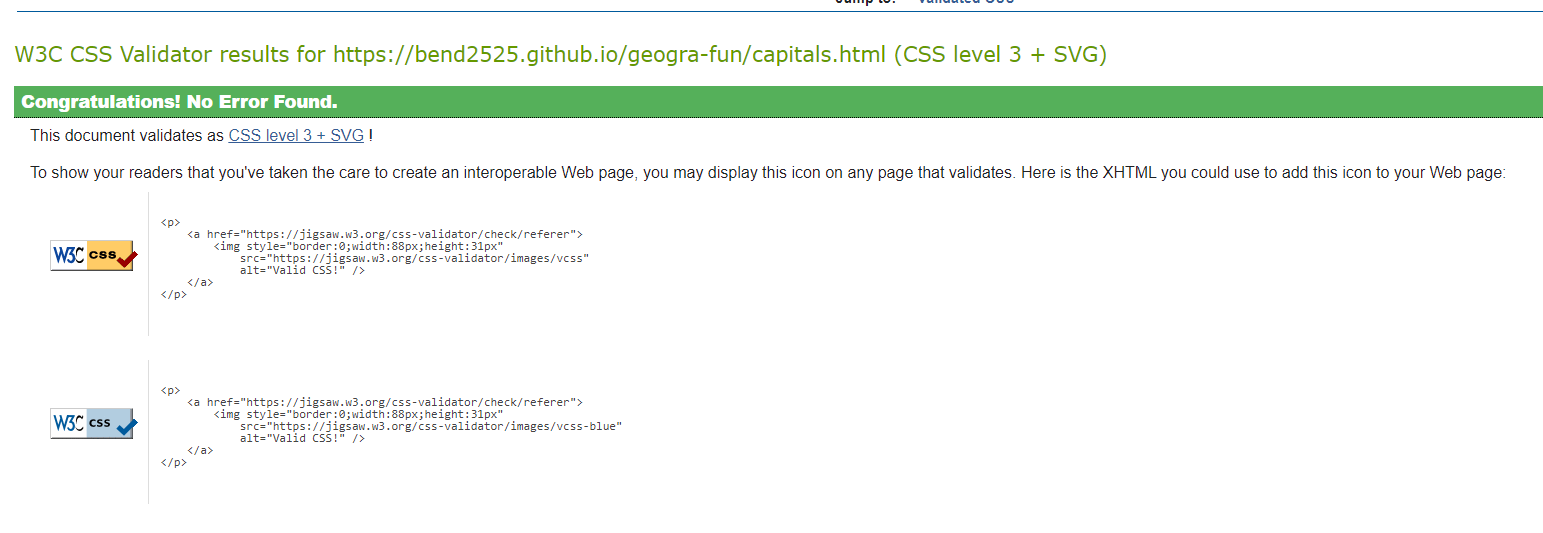 Jump to: Validated CSS
W3C CSS Validator results for https://bend2525.github.io/geogra-fun/capitals.html (CSS level 3 + SVG)
Congratulations! No Error Found.
This document validates as CSS level 3 + SVG !
To show your readers that you've taken the care to create an interoperable Web page, you may display this icon on any page that validates. Here is the XHTML you could use to add this icon to your Web page:
W3C css
<p>
<a href="https://jigsaw.w3.org/css-validator/check/referer">
<img style="border:0;width:88px;height:31px"
src="https://jigsaw.w3.org/css-validator/images/vcss"
alt="Valid CSS!" />
</a>
</p>
W3C css
<p>
<a href="https://jigsaw.w3.org/css-validator/check/referer">
<img style="border:0;width:88px;height:31px"
src="https://jigsaw.w3.org/css-validator/images/vcss-blue"
alt="Valid CSS!" />
</a>
</p>